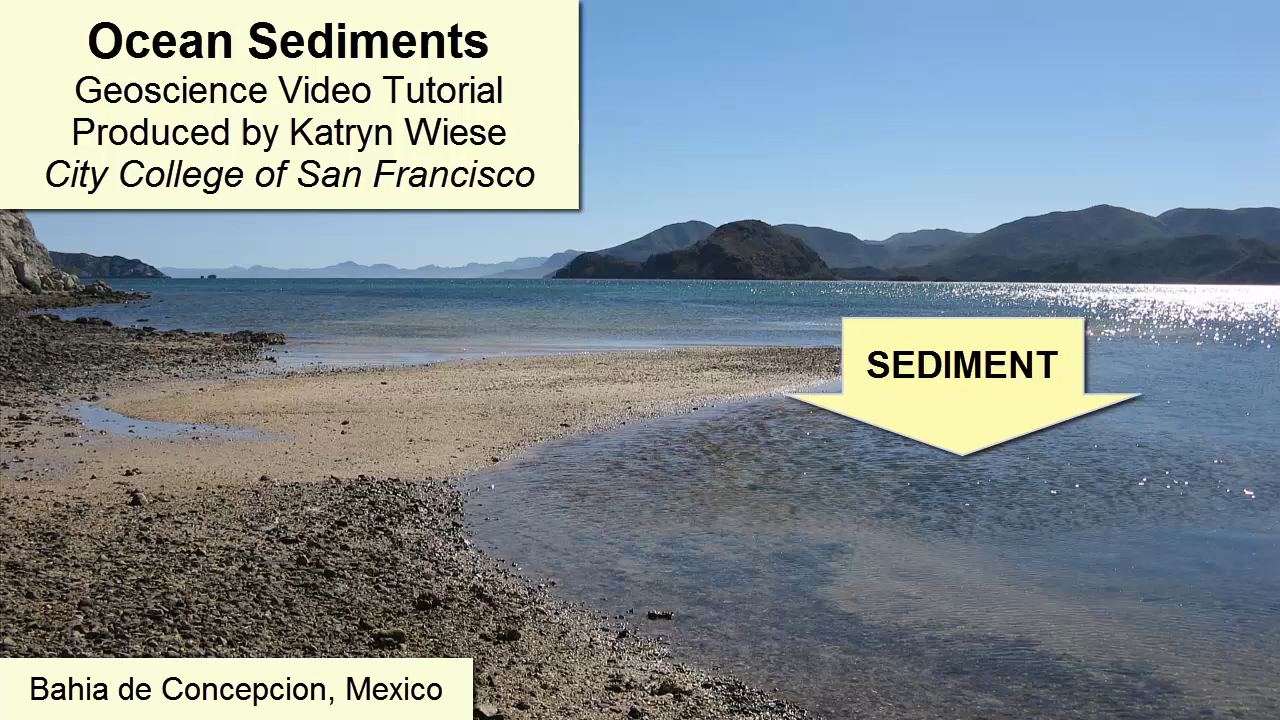 Ocean Sediments
Geoscience Video Tutorial
Produced by Katryn Wiese
City College of San Francisco
SEDIMENT
Bahia de Concepcion, Mexico